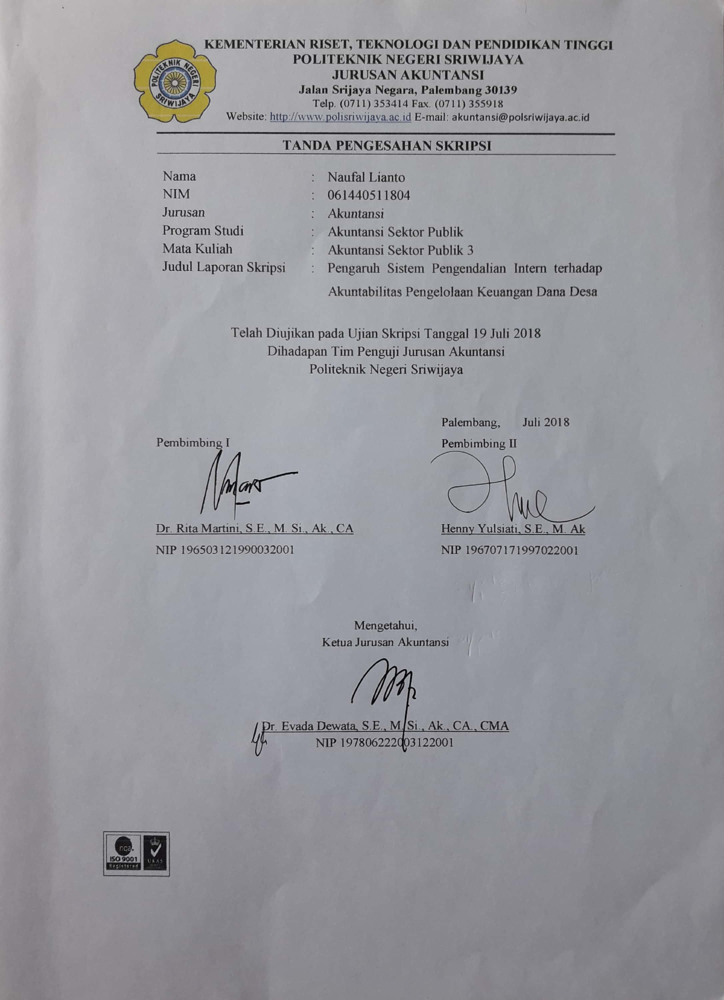 KEMENTERIAN RISET, TEKNOLOGI DAN PENDIDIKAN TINGGI
POLITEKNIK NEGERI SRIWIJAYA
JURUSAN AKUNTANSI
Jalan Srijaya Negara, Palembang 30139
Telp. (0711) 353414 Fax. (0711) 355918
Website: http://www.polisriwijaya.ac.id E-mail: akuntansi@polsriwijaya.ac.id
POLITEKNIK NEGERI SRIWIJAYA
TANDA PENGESAHAN SKRIPSI
Nama : Naufal Lianto
NIM : 061440511804
Jurusan : Akuntansi
Program Studi : Akuntansi Sektor Publik
Mata Kuliah : Akuntansi Sektor Publik 3
Judul Laporan Skripsi : Pengaruh Sistem Pengendalian Intern terhadap
Akuntabilitas Pengelolaan Keuangan Dana Desa
Telah Diujikan pada Ujian Skripsi Tanggal 19 Juli 2018
Dihadapan Tim Penguji Jurusan Akuntansi
Politeknik Negeri Sriwijaya
Palembang, Juli 2018
Pembimbing I
Pembimbing II
Dr. Rita Martini, S.E., M. Si., Ak., CA
Henny Yulsiati, S.E., M. Ak
NIP 196503121990032001
NIP 196707171997022001
Mengetahui,
Ketua Jurusan Akuntansi
Dr. Evada Dewata, S.E., M. Si., Ak., CA., CMA
NIP 197806222003122001
nqa.
ISO 9001
Registered
UKAS